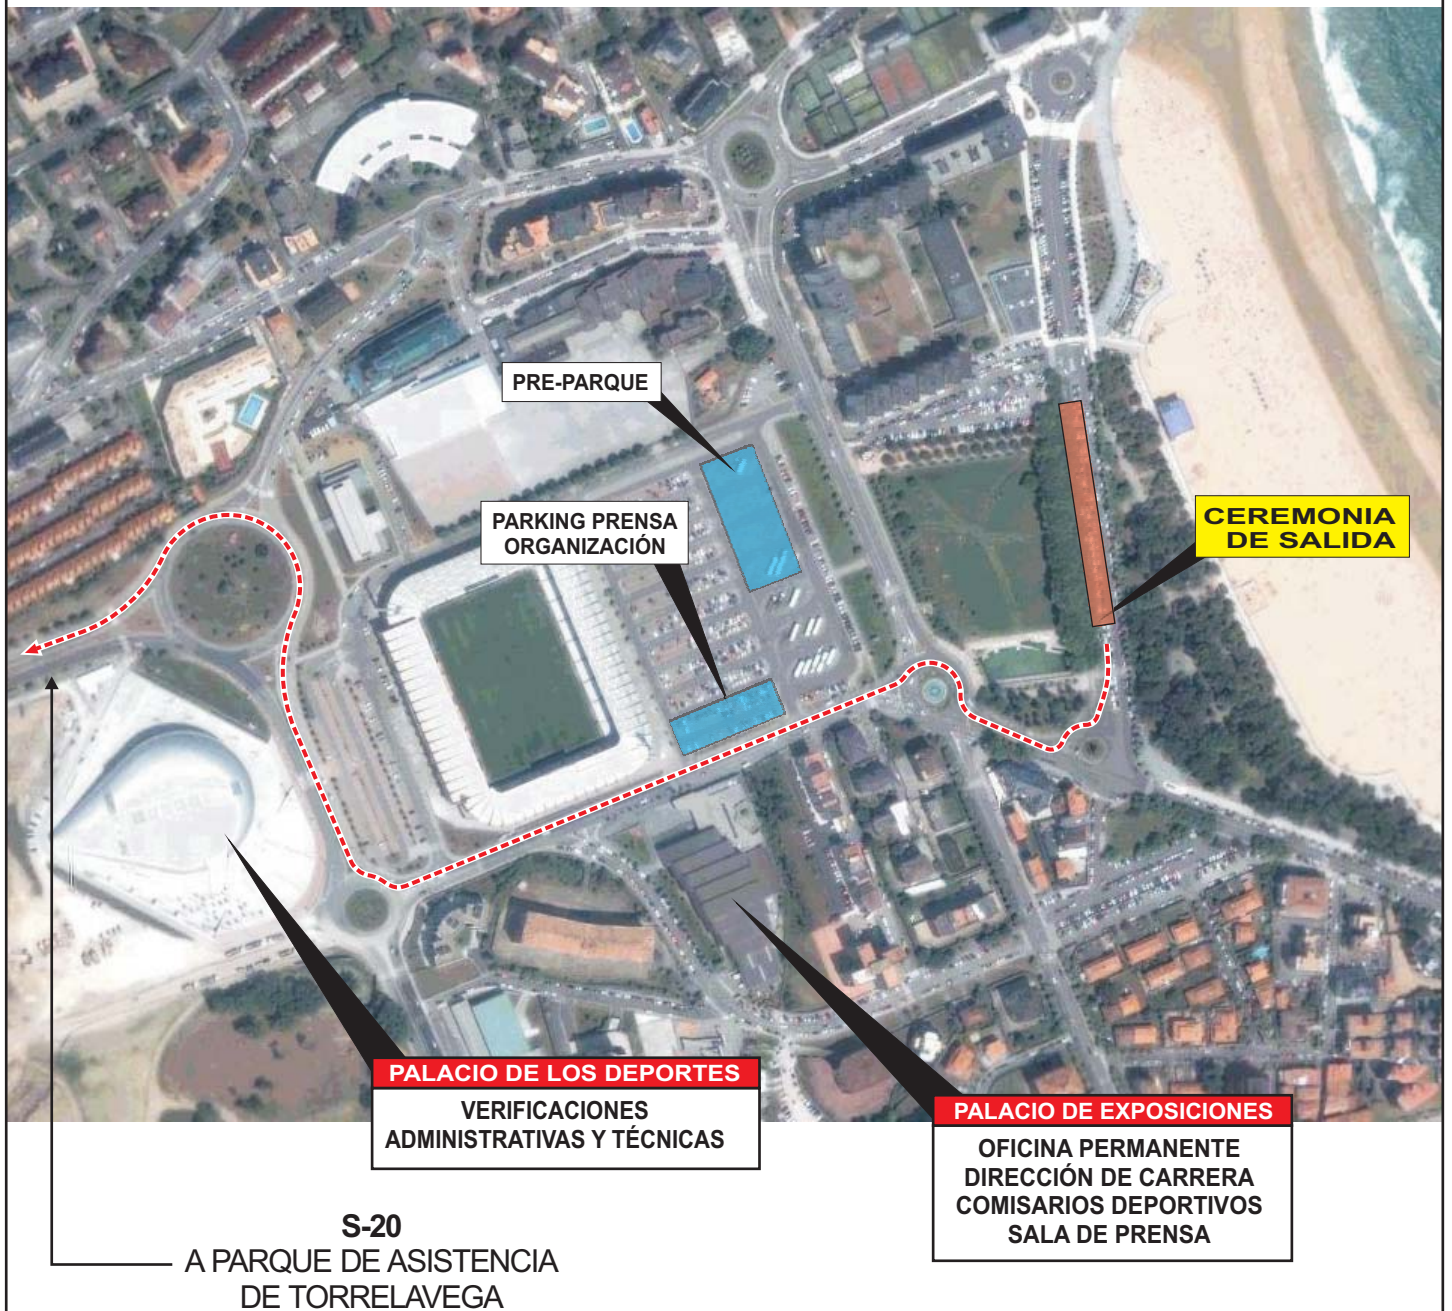 PRE-PARQUE
PARKING PRENSA
ORGANIZACIÓN
CEREMONIA
DE SALIDA
PALACIO DE LOS DEPORTES
VERIFICACIONES
ADMINISTRATIVAS Y TÉCNICAS
PALACIO DE EXPOSICIONES
OFICINA PERMANENTE
DIRECCIÓN DE CARRERA
COMISARIOS DEPORTIVOS
SALA DE PRENSA
S-20
A PARQUE DE ASISTENCIA
DE TORRELAVEGA